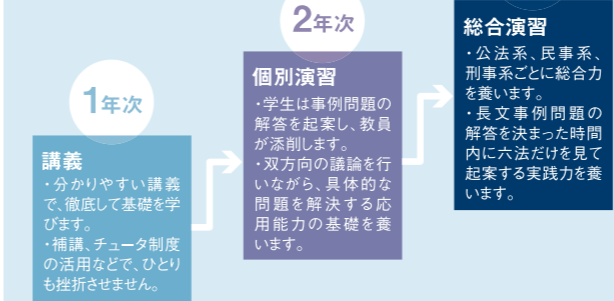 1年次
講義
・分かりやすい講義
で、徹底して基礎を学
びます。
・補講、チュータ制度
の活用などで、ひとり
も挫折させません。
2年次
個別演習
・学生は事例問題の
解答を起案し、教員
が添削します。
・双方向の議論を行
いながら、具体的な
問題を解決する応
用能力の基礎を養
います。
総合演習
・公法系、民事系、
刑事系ごとに総合力
を養います。
・長文事例問題の
解答を決まった時間
内に六法だけを見て
起案する実践力を養
います。